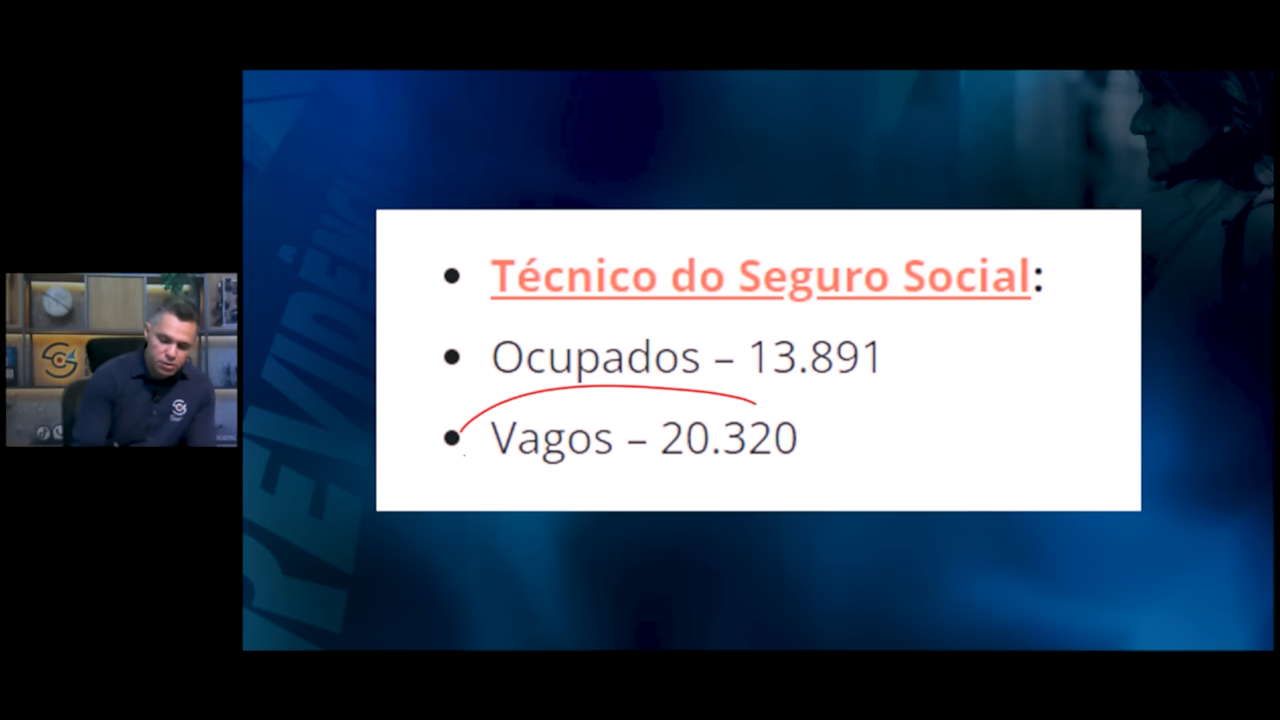 Técnico do Seguro Social:
Ocupados – 13.891
Vagos – 20.320